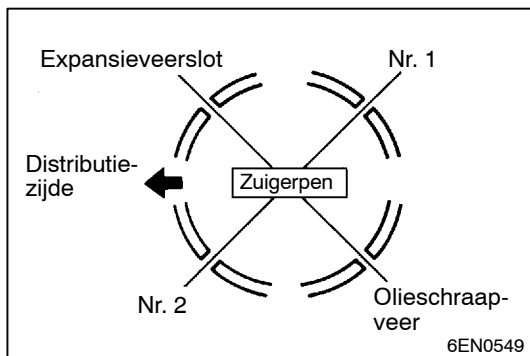 Expansieveerslot
Nr. 1
Distributie-
zijde
Zuigerpen
Nr. 2
Olieschraap-
veer
6EN0549